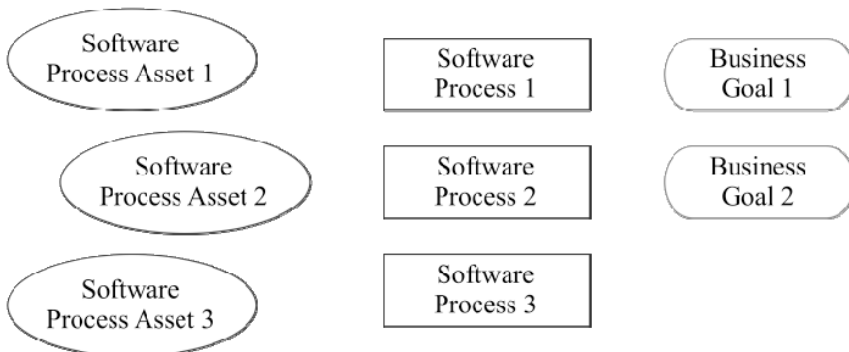 Software
Process Asset 1
Software
Process 1
Business
Goal 1
Software
Process Asset 2
Software
Process 2
Business
Goal 2
Software
Process Asset 3
Software
Process 3